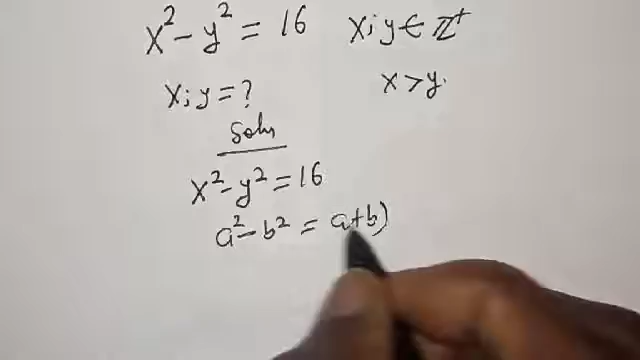 x² - y² = 16 x; y ∈ ℤ⁺
x; y = ? x > y.
Soln
x² - y² = 16
a² - b² = a+b)